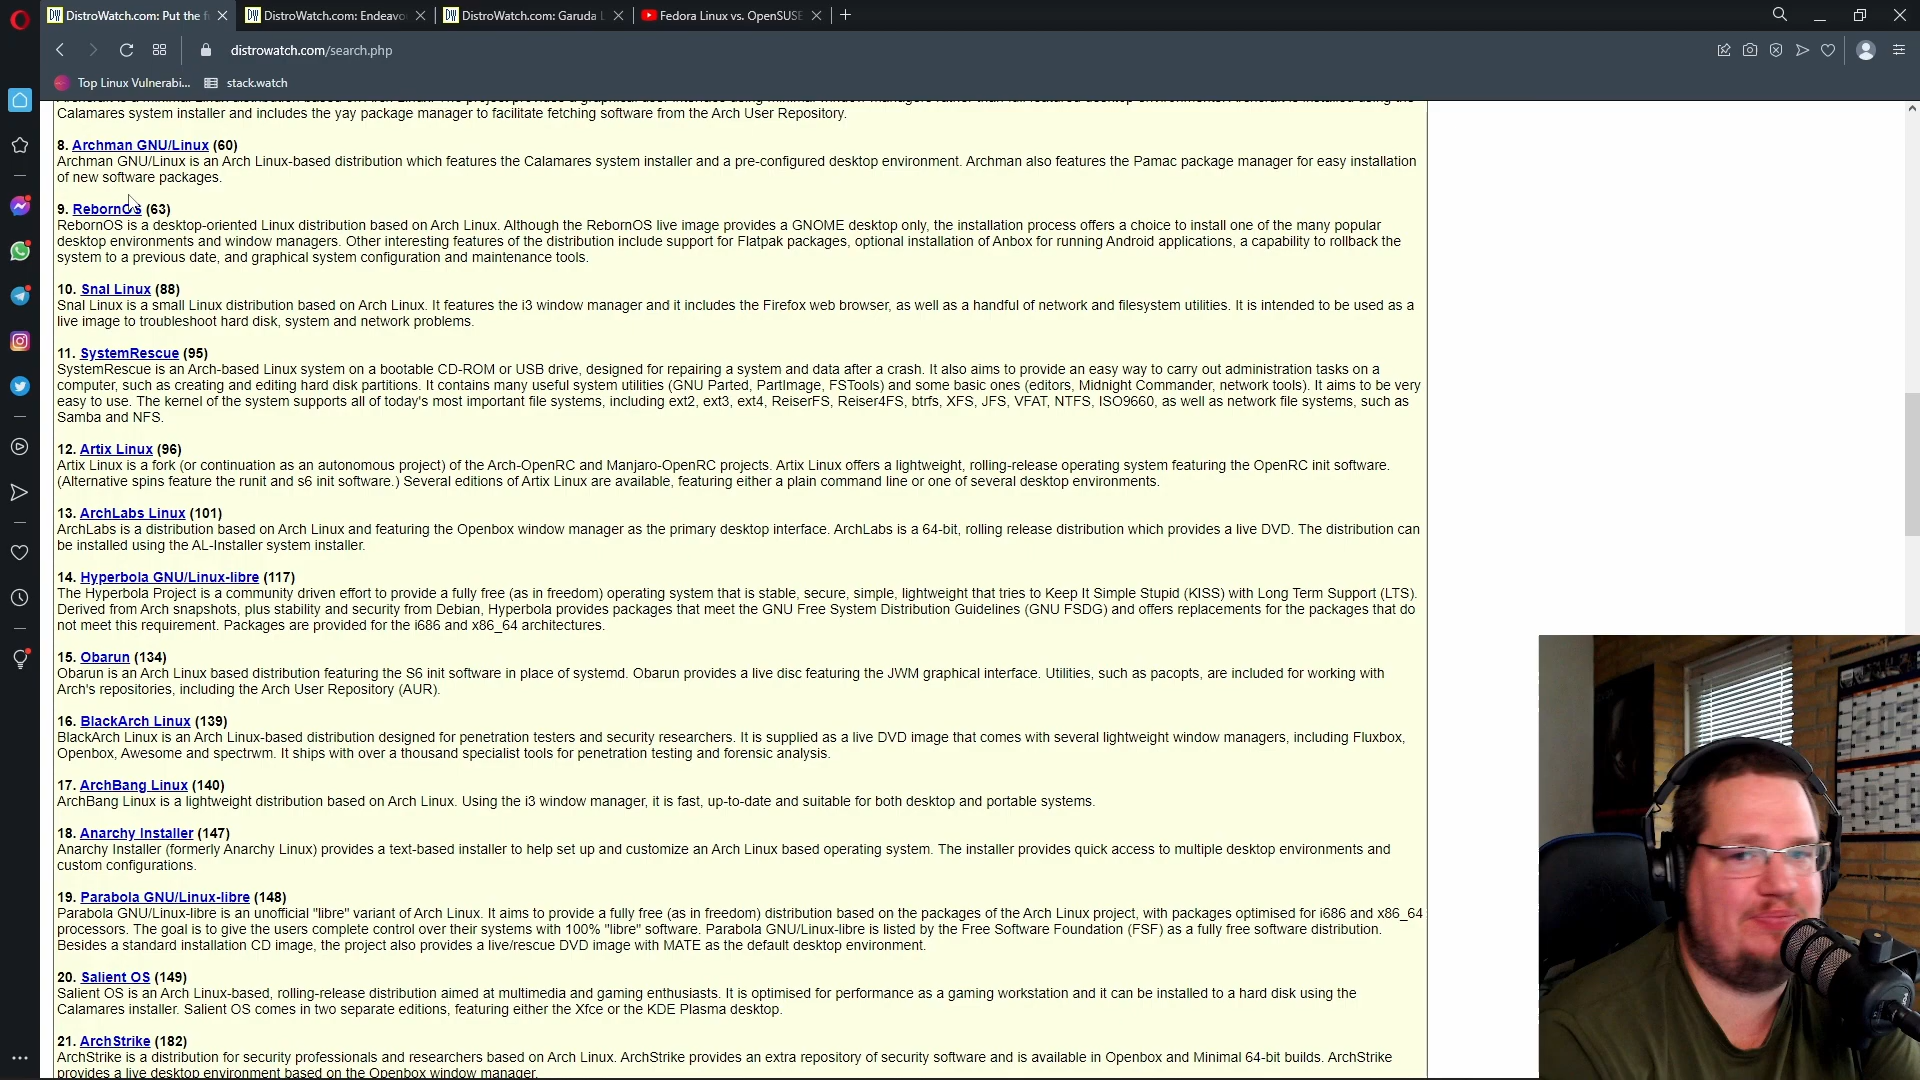 DistroWatch.com: Put the f
DistroWatch.com: Endeavo
DistroWatch.com: Garuda L
Fedora Linux vs. OpenSUSE
distrowatch.com/search.php
Top Linux Vulnerabi...
stack.watch
Calamares system installer and includes the yay package manager to facilitate fetching software from the Arch User Repository.
8. Archman GNU/Linux (60)
Archman GNU/Linux is an Arch Linux-based distribution which features the Calamares system installer and a pre-configured desktop environment. Archman also features the Pamac package manager for easy installation
of new software packages.
9. RebornOS (63)
RebornOS is a desktop-oriented Linux distribution based on Arch Linux. Although the RebornOS live image provides a GNOME desktop only, the installation process offers a choice to install one of the many popular
desktop environments and window managers. Other interesting features of the distribution include support for Flatpak packages, optional installation of Anbox for running Android applications, a capability to rollback the
system to a previous date, and graphical system configuration and maintenance tools.
10. Snal Linux (88)
Snal Linux is a small Linux distribution based on Arch Linux. It features the i3 window manager and it includes the Firefox web browser, as well as a handful of network and filesystem utilities. It is intended to be used as a
live image to troubleshoot hard disk, system and network problems.
11. SystemRescue (95)
SystemRescue is an Arch-based Linux system on a bootable CD-ROM or USB drive, designed for repairing a system and data after a crash. It also aims to provide an easy way to carry out administration tasks on a
computer, such as creating and editing hard disk partitions. It contains many useful system utilities (GNU Parted, PartImage, FSTools) and some basic ones (editors, Midnight Commander, network tools). It aims to be very
easy to use. The kernel of the system supports all of today's most important file systems, including ext2, ext3, ext4, ReiserFS, Reiser4FS, btrfs, XFS, JFS, VFAT, NTFS, ISO9660, as well as network file systems, such as
Samba and NFS.
12. Artix Linux (96)
Artix Linux is a fork (or continuation as an autonomous project) of the Arch-OpenRC and Manjaro-OpenRC projects. Artix Linux offers a lightweight, rolling-release operating system featuring the OpenRC init software.
(Alternative spins feature the runit and s6 init software.) Several editions of Artix Linux are available, featuring either a plain command line or one of several desktop environments.
13. ArchLabs Linux (101)
ArchLabs is a distribution based on Arch Linux and featuring the Openbox window manager as the primary desktop interface. ArchLabs is a 64-bit, rolling release distribution which provides a live DVD. The distribution can
be installed using the AL-Installer system installer.
14. Hyperbola GNU/Linux-libre (117)
The Hyperbola Project is a community driven effort to provide a fully free (as in freedom) operating system that is stable, secure, simple, lightweight that tries to Keep It Simple Stupid (KISS) with Long Term Support (LTS).
Derived from Arch snapshots, plus stability and security from Debian, Hyperbola provides packages that meet the GNU Free System Distribution Guidelines (GNU FSDG) and offers replacements for the packages that do
not meet this requirement. Packages are provided for the i686 and x86_64 architectures.
15. Obarun (134)
Obarun is an Arch Linux based distribution featuring the S6 init software in place of systemd. Obarun provides a live disc featuring the JWM graphical interface. Utilities, such as pacopts, are included for working with
Arch's repositories, including the Arch User Repository (AUR).
16. BlackArch Linux (139)
BlackArch Linux is an Arch Linux-based distribution designed for penetration testers and security researchers. It is supplied as a live DVD image that comes with several lightweight window managers, including Fluxbox,
Openbox, Awesome and spectrwm. It ships with over a thousand specialist tools for penetration testing and forensic analysis.
17. ArchBang Linux (140)
ArchBang Linux is a lightweight distribution based on Arch Linux. Using the i3 window manager, it is fast, up-to-date and suitable for both desktop and portable systems.
18. Anarchy Installer (147)
Anarchy Installer (formerly Anarchy Linux) provides a text-based installer to help set up and customize an Arch Linux based operating system. The installer provides quick access to multiple desktop environments and
custom configurations.
19. Parabola GNU/Linux-libre (148)
Parabola GNU/Linux-libre is an unofficial "libre" variant of Arch Linux. It aims to provide a fully free (as in freedom) distribution based on the packages of the Arch Linux project, with packages optimised for i686 and x86_64
processors. The goal is to give the users complete control over their systems with 100% "libre" software. Parabola GNU/Linux-libre is listed by the Free Software Foundation (FSF) as a fully free software distribution.
Besides a standard installation CD image, the project also provides a live/rescue DVD image with MATE as the default desktop environment.
20. Salient OS (149)
Salient OS is an Arch Linux-based, rolling-release distribution aimed at multimedia and gaming enthusiasts. It is optimised for performance as a gaming workstation and it can be installed to a hard disk using the
Calamares installer. Salient OS comes in two separate editions, featuring either the Xfce or the KDE Plasma desktop.
21. ArchStrike (182)
ArchStrike is a distribution for security professionals and researchers based on Arch Linux. ArchStrike provides an extra repository of security software and is available in Openbox and Minimal 64-bit builds. ArchStrike
provides a live desktop environment based on the Openbox window manager.